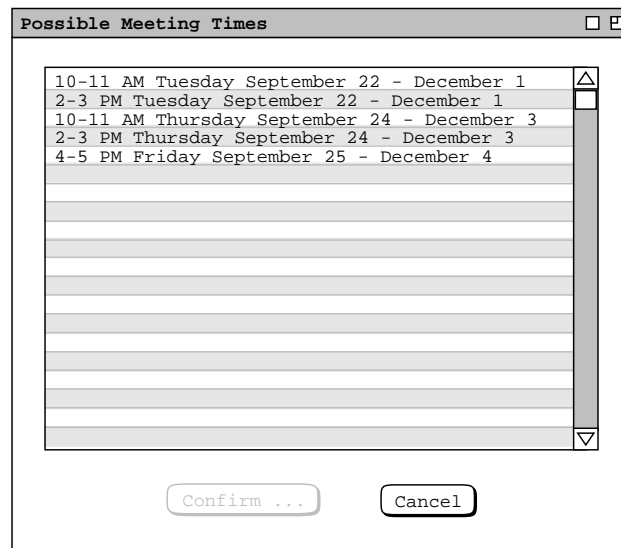 Possible Meeting Times
10-11 AM Tuesday September 22 - December 1
2-3 PM Tuesday September 22 - December 1
10-11 AM Thursday September 24 - December 3
2-3 PM Thursday September 24 - December 3
4-5 PM Friday September 25 - December 4
Confirm ... Cancel